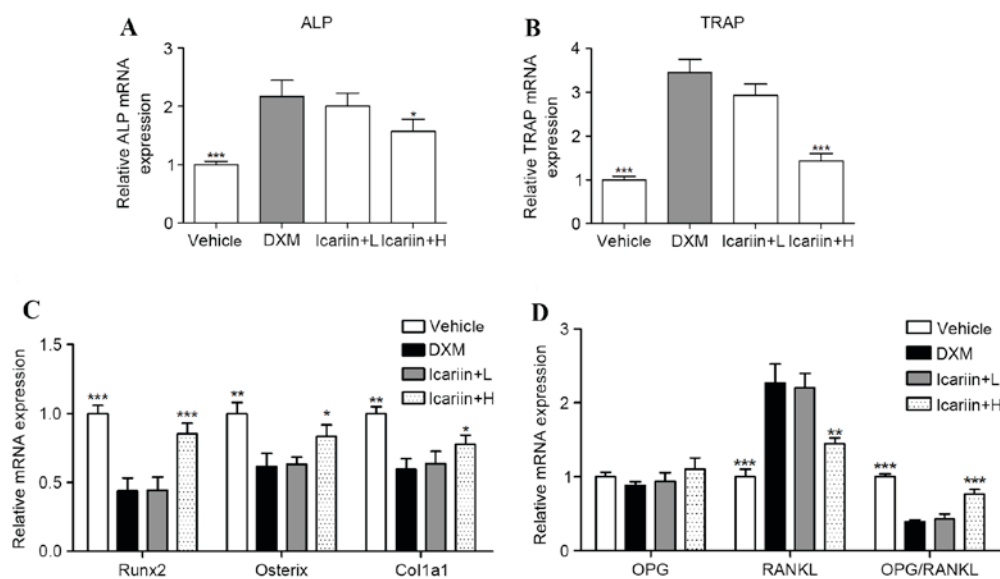 A
ALP
Relative ALP mRNA
expression
3
2
1
0
***
*
Vehicle
DXM
Icariin+L
Icariin+H
B
TRAP
Relative TRAP mRNA
expression
4
3
2
1
0
***
***
Vehicle
DXM
Icariin+L
Icariin+H
C
Relative mRNA expression
1.5
1.0
0.5
0.0
Vehicle
DXM
Icariin+L
Icariin+H
***
***
**
*
**
*
Runx2
Osterix
Col1a1
D
Relative mRNA expression
3
2
1
0
Vehicle
DXM
Icariin+L
Icariin+H
***
**
***
***
OPG
RANKL
OPG/RANKL